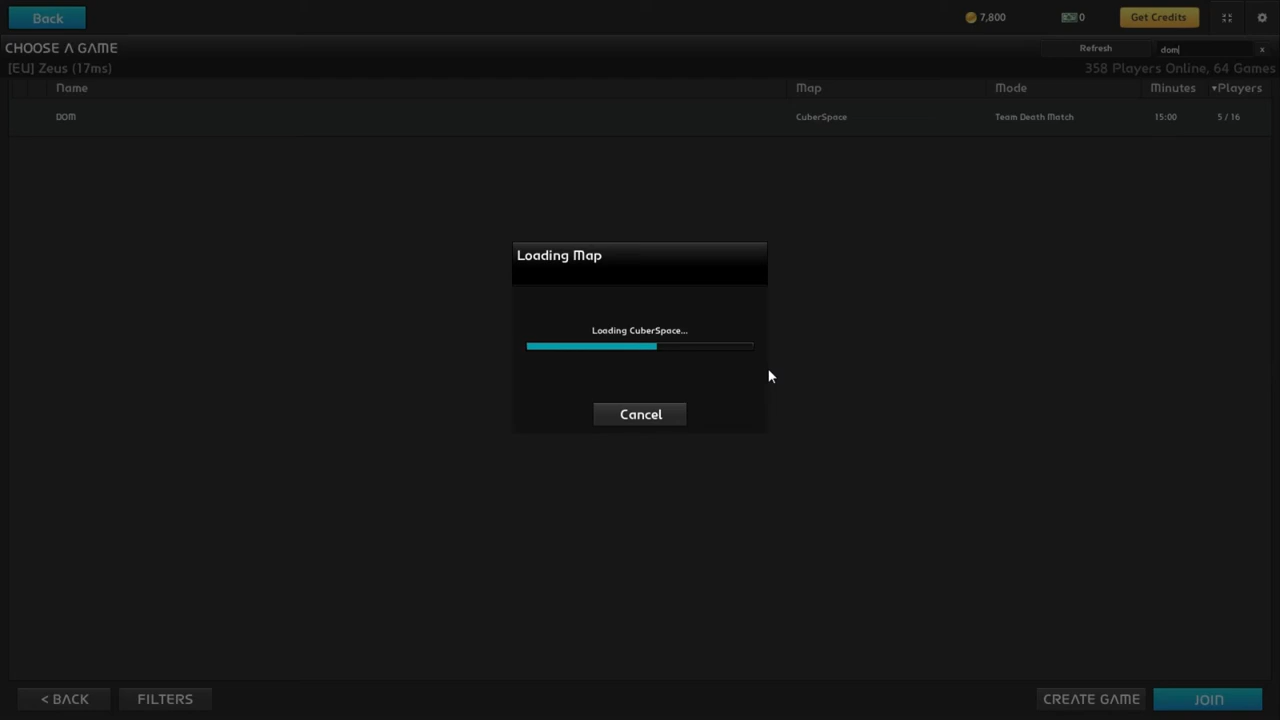 Back
7,800
0
Get Credits
CHOOSE A GAME
Refresh
dom
x
[EU] Zeus (17ms)
358 Players Online, 64 Games
Name Map Mode Minutes ▾Players
DOM CuberSpace Team Death Match 15:00 5 / 16
Loading Map
Loading CuberSpace...
Cancel
< BACK
FILTERS
CREATE GAME
JOIN